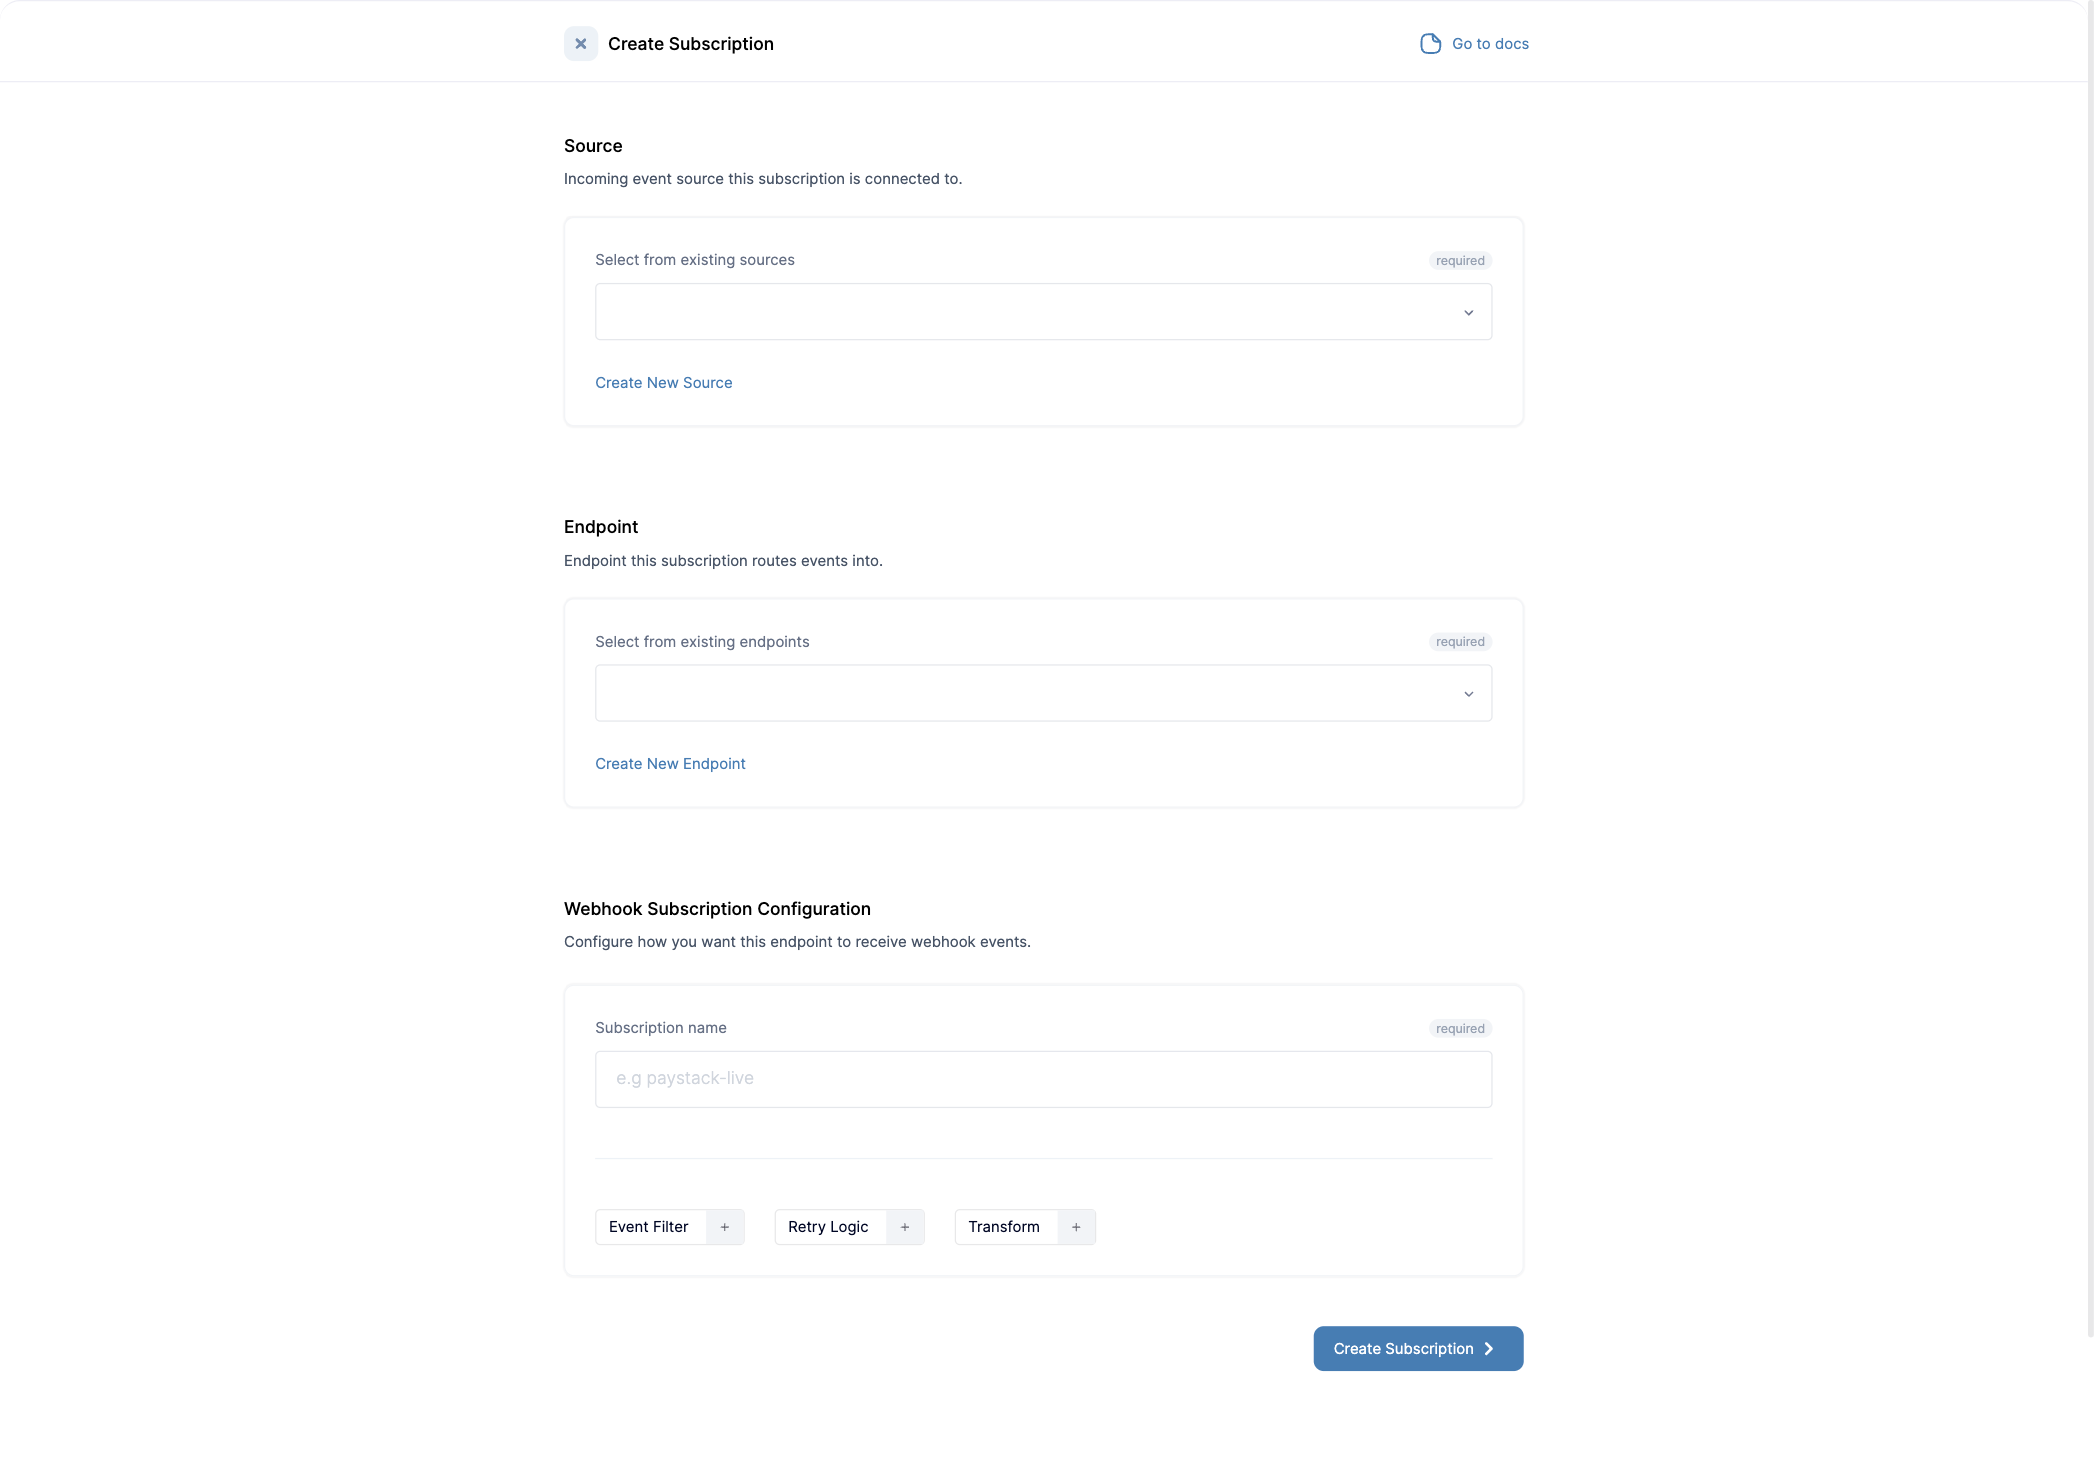 Create Subscription
Go to docs
Source
Incoming event source this subscription is connected to.
Select from existing sources
required
Create New Source
Endpoint
Endpoint this subscription routes events into.
Select from existing endpoints
required
Create New Endpoint
Webhook Subscription Configuration
Configure how you want this endpoint to receive webhook events.
Subscription name
required
e.g paystack-live
Event Filter +
Retry Logic +
Transform +
Create Subscription